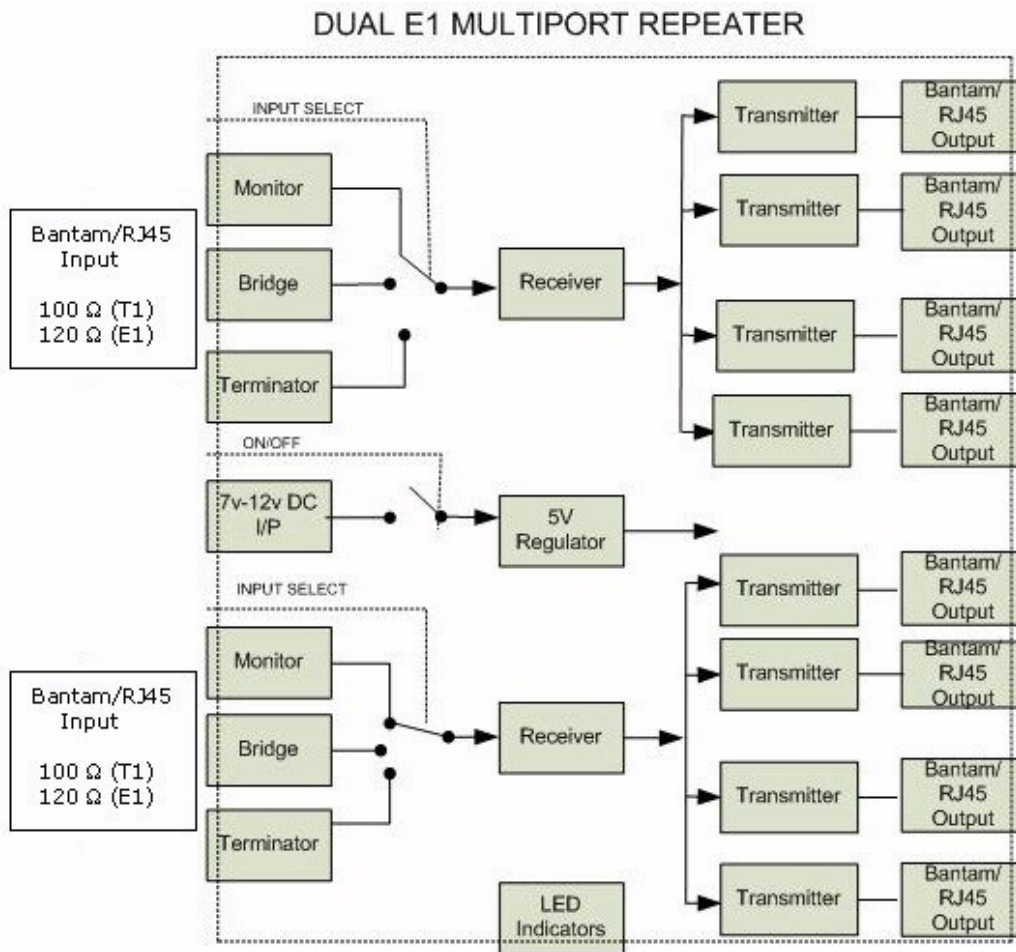 DUAL E1 MULTIPORT REPEATER
INPUT SELECT
Monitor
Bridge
Terminator
Bantam/RJ45
Input
100 Ω (T1)
120 Ω (E1)
Receiver
Transmitter
Bantam/
RJ45
Output
Transmitter
Bantam/
RJ45
Output
Transmitter
Bantam/
RJ45
Output
Transmitter
Bantam/
RJ45
Output
ON/OFF
7v-12v DC
I/P
5V
Regulator
INPUT SELECT
Monitor
Bridge
Terminator
Bantam/RJ45
Input
100 Ω (T1)
120 Ω (E1)
Receiver
Transmitter
Bantam/
RJ45
Output
Transmitter
Bantam/
RJ45
Output
Transmitter
Bantam/
RJ45
Output
Transmitter
Bantam/
RJ45
Output
LED
Indicators